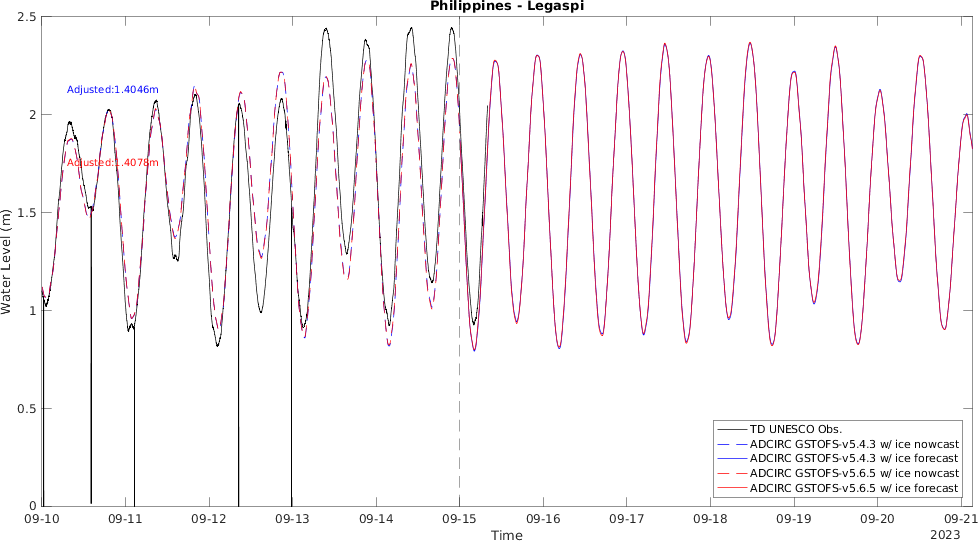 Philippines - Legaspi
2.5
2
1.5
1
0.5
0
Water Level (m)
Adjusted:1.4046m
Adjusted:1.4078m
TD UNESCO Obs.
ADCIRC GSTOFS-v5.4.3 w/ ice nowcast
ADCIRC GSTOFS-v5.4.3 w/ ice forecast
ADCIRC GSTOFS-v5.6.5 w/ ice nowcast
ADCIRC GSTOFS-v5.6.5 w/ ice forecast
09-10 09-11 09-12 09-13 09-14 09-15 09-16 09-17 09-18 09-19 09-20 09-21
Time
2023